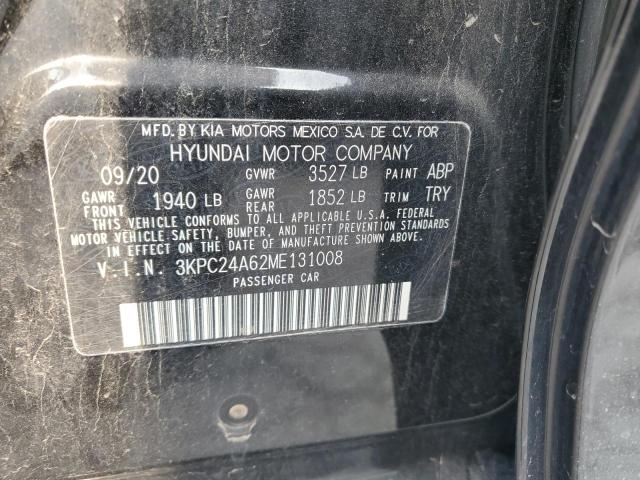 MFD. BY KIA MOTORS MEXICO S.A. DE C.V. FOR
HYUNDAI MOTOR COMPANY
09/20 GVWR 3527 LB PAINT ABP
GAWR FRONT 1940 LB GAWR REAR 1852 LB TRIM TRY
THIS VEHICLE CONFORMS TO ALL APPLICABLE U.S.A. FEDERAL
MOTOR VEHICLE SAFETY, BUMPER, AND THEFT PREVENTION STANDARDS
IN EFFECT ON THE DATE OF MANUFACTURE SHOWN ABOVE.
V.I.N. 3KPC24A62ME131008
PASSENGER CAR